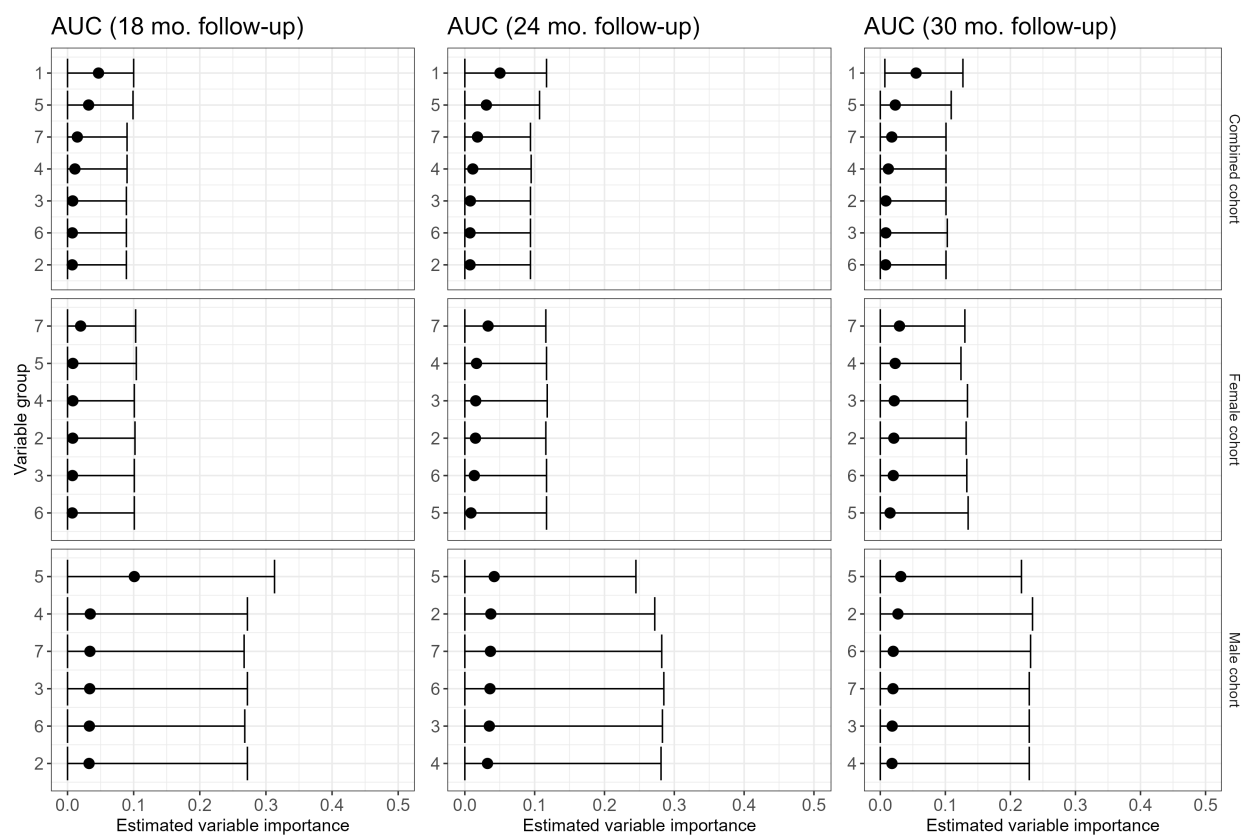 AUC (18 mo. follow-up) AUC (24 mo. follow-up) AUC (30 mo. follow-up)
1 1 1
5 5 5
7 7 7
4 4 4
3 3 2
6 6 3
2 2 6
Combined cohort
7 7 7
5 4 4
4 3 3
2 2 2
3 6 6
6 5 5
Female cohort
Variable group
5 5 5
4 2 2
7 7 6
3 6 7
6 3 3
2 4 4
Male cohort
0.0 0.1 0.2 0.3 0.4 0.5 0.0 0.1 0.2 0.3 0.4 0.5 0.0 0.1 0.2 0.3 0.4 0.5
Estimated variable importance Estimated variable importance Estimated variable importance